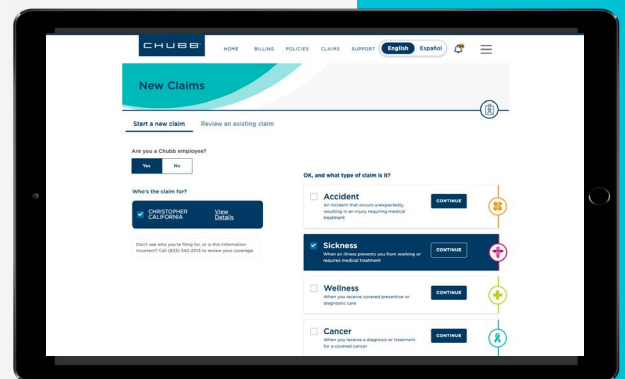 CHUBB
HOME BILLING POLICIES CLAIMS SUPPORT English Español
New Claims
Start a new claim Review an existing claim
Are you a Chubb employee?
Yes No
Who's the claim for?
CHRISTOPHER CALIFORNIA
View Details
Don't see who you're filing for, or is this information
incorrect? Call (833) 542-2013 to review your coverage
OK, and what type of claim is it?
Accident
An incident that occurs unexpectedly,
resulting in an injury requiring medical
treatment
CONTINUE
Sickness
When an illness prevents you from working or
requires medical treatment
CONTINUE
Wellness
When you receive covered preventive or
diagnostic care
CONTINUE
Cancer
When you receive a diagnosis or treatment
for a covered cancer
CONTINUE